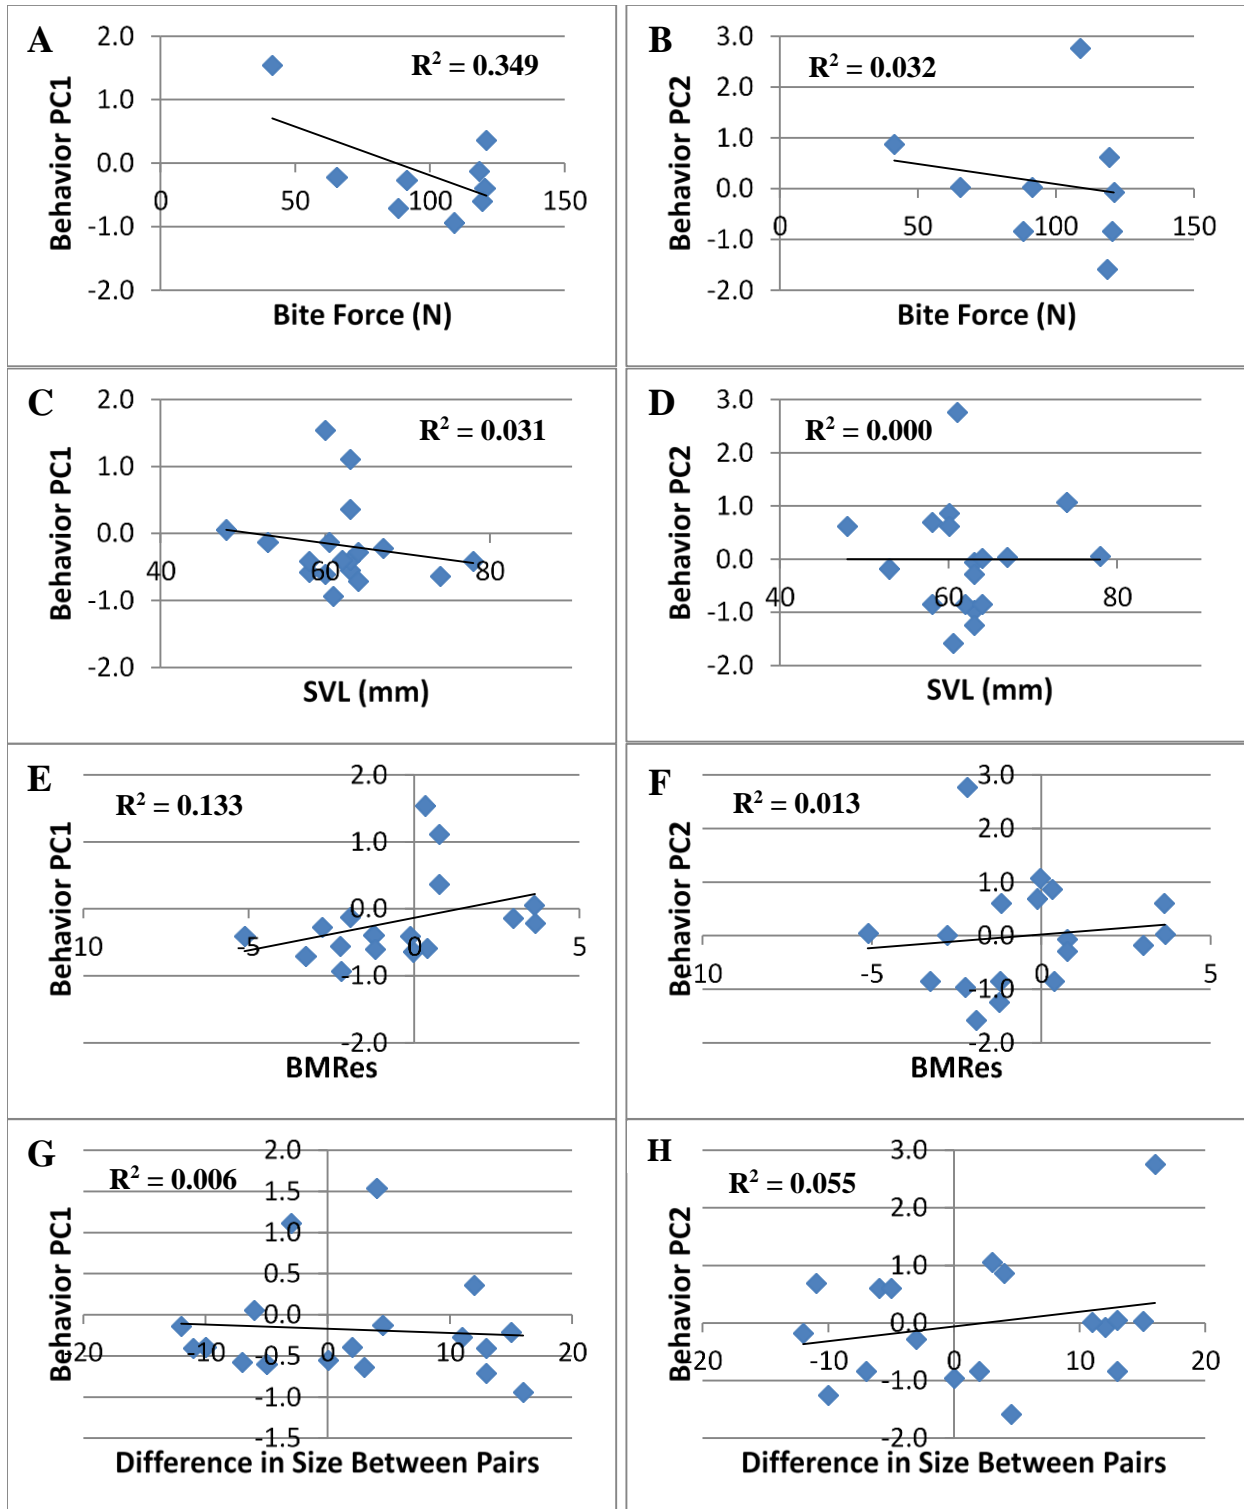 A
R² = 0.349
Behavior PC1
2.0
1.0
0.0
-1.0
-2.0
0
50
100
150
Bite Force (N)
B
R² = 0.032
Behavior PC2
3.0
2.0
1.0
0.0
-1.0
-2.0
0
50
100
150
Bite Force (N)
C
R² = 0.031
Behavior PC1
2.0
1.0
0.0
-1.0
-2.0
40
60
80
SVL (mm)
D
R² = 0.000
Behavior PC2
3.0
2.0
1.0
0.0
-1.0
-2.0
40
60
80
SVL (mm)
E
R² = 0.133
Behavior PC1
2.0
1.0
0.0
-1.0
-2.0
-10
-5
0
5
BMRes
F
R² = 0.013
Behavior PC2
3.0
2.0
1.0
0.0
-1.0
-2.0
-10
-5
0
5
BMRes
G
R² = 0.006
Behavior PC1
2.0
1.5
1.0
0.5
0.0
-0.5
-1.0
-1.5
-20
-10
0
10
20
Difference in Size Between Pairs
H
R² = 0.055
Behavior PC2
3.0
2.0
1.0
0.0
-1.0
-2.0
-20
-10
0
10
20
Difference in Size Between Pairs